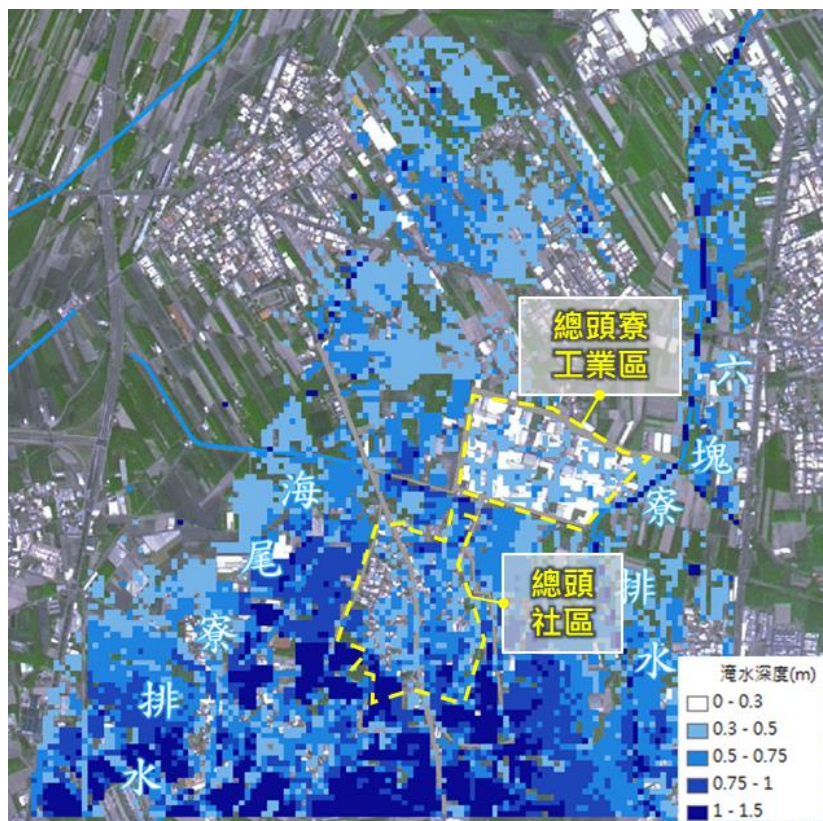 總頭寮
工業區
六塊寮排水
海尾寮排水
總頭
社區
淹水深度(m)
0 - 0.3
0.3 - 0.5
0.5 - 0.75
0.75 - 1
1 - 1.5